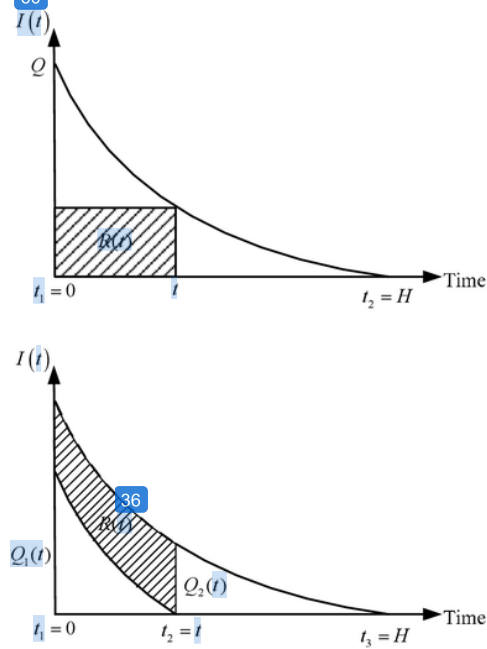 I(t)
Q
R(t)
t₁ = 0
t
t₂ = H
Time
I(t)
36
R(t)
Q₁(t)
Q₂(t)
t₁ = 0
t₂ = t
t₃ = H
Time